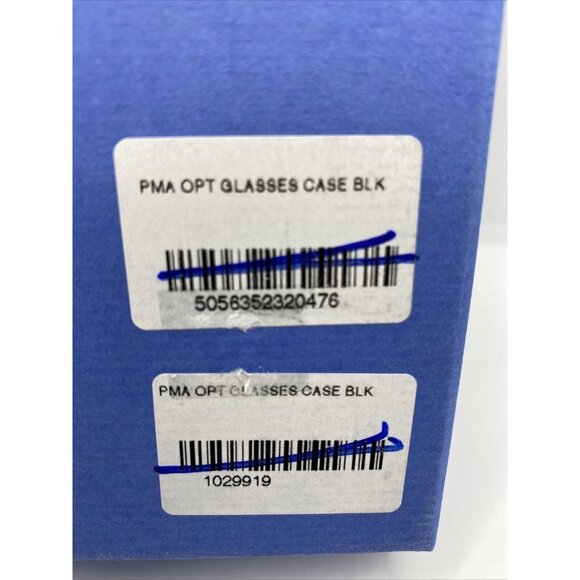 PMA OPT GLASSES CASE BLK
5056352320476
PMA OPT GLASSES CASE BLK
1029919